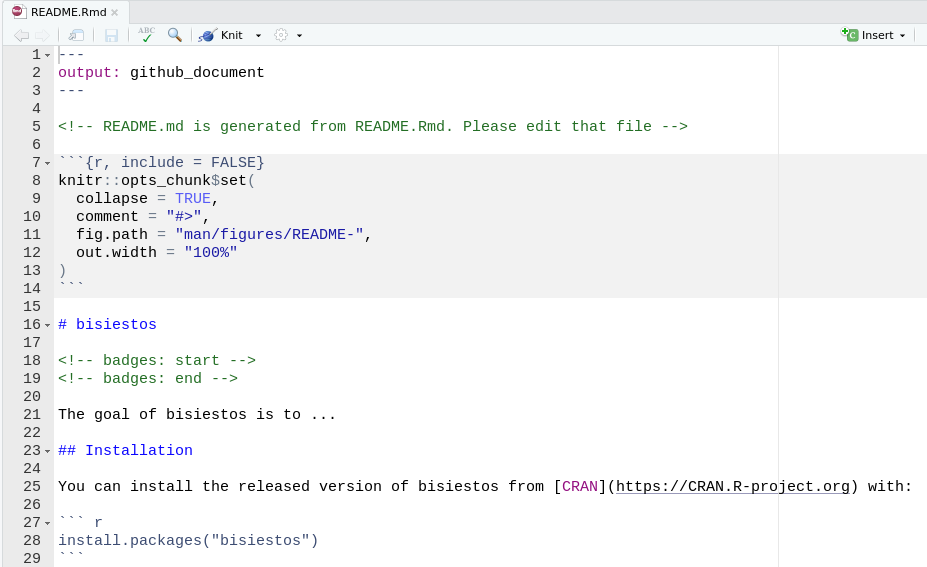 README.Rmd
ABC
Knit
Insert
1 ---
2 output: github_document
3 ---
4
5 <!-- README.md is generated from README.Rmd. Please edit that file -->
6
7 ```{r, include = FALSE}
8 knitr::opts_chunk$set(
9   collapse = TRUE,
10   comment = "#>",
11   fig.path = "man/figures/README-",
12   out.width = "100%"
13 )
14 ```
15
16 # bisiestos
17
18 <!-- badges: start -->
19 <!-- badges: end -->
20
21 The goal of bisiestos is to ...
22
23 ## Installation
24
25 You can install the released version of bisiestos from [CRAN](https://CRAN.R-project.org) with:
26
27 ``` r
28 install.packages("bisiestos")
29 ```